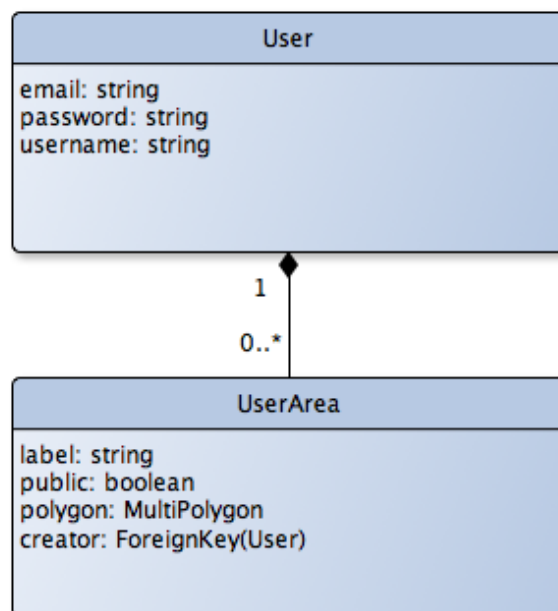 User
email: string
password: string
username: string
1
0..*
UserArea
label: string
public: boolean
polygon: MultiPolygon
creator: ForeignKey(User)